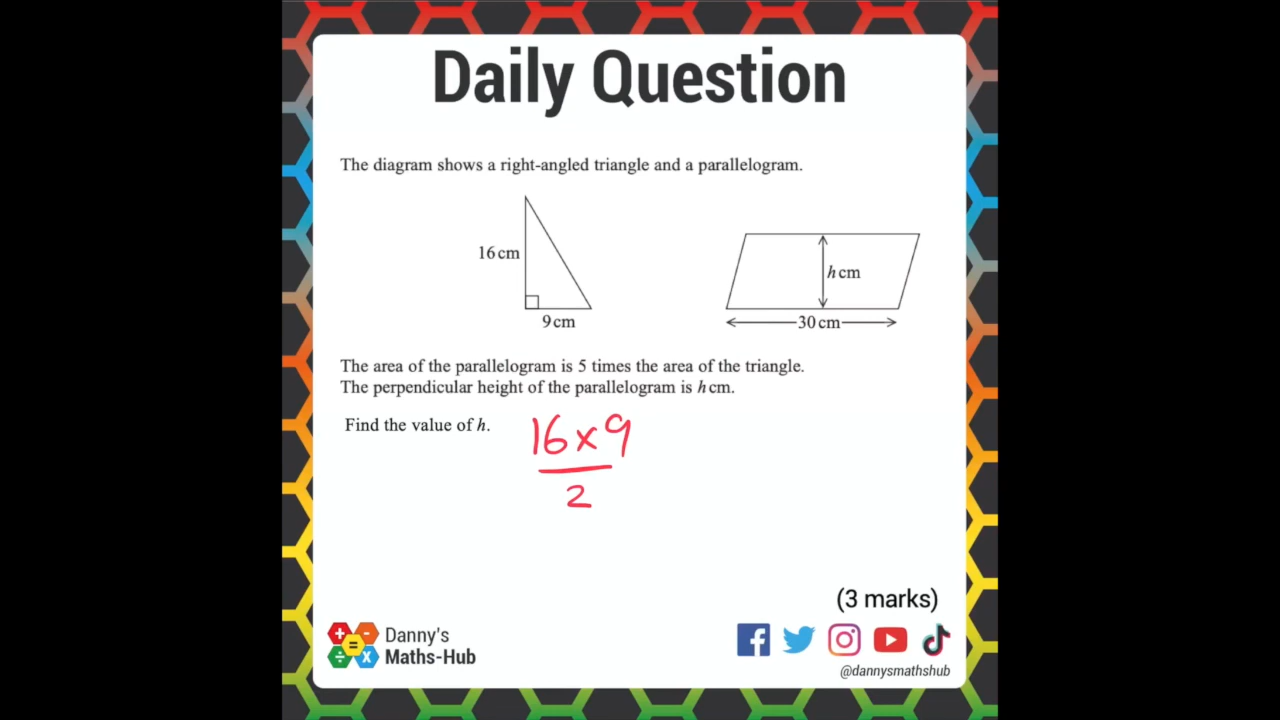 Daily Question
The diagram shows a right-angled triangle and a parallelogram.
16 cm
h cm
9 cm
30 cm
The area of the parallelogram is 5 times the area of the triangle.
The perpendicular height of the parallelogram is h cm.
Find the value of h.
16 × 9
2
(3 marks)
+ -
=
÷ x
Danny's
Maths-Hub
@dannysmathshub